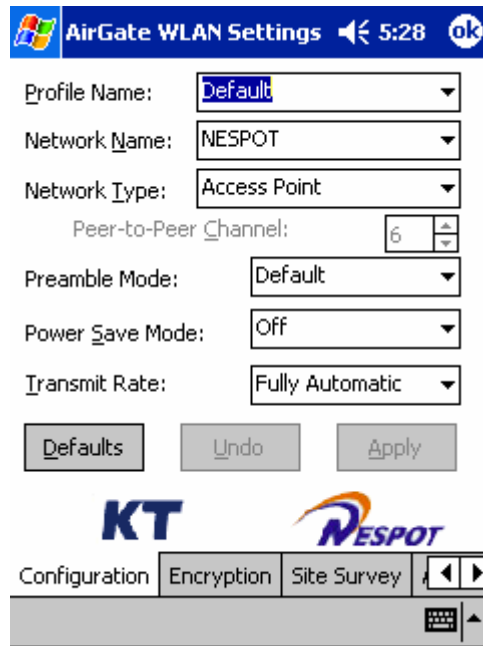 AirGate WLAN Settings 5:28 ok
Profile Name: Default
Network Name: NESPOT
Network Type: Access Point
Peer-to-Peer Channel: 6
Preamble Mode: Default
Power Save Mode: Off
Transmit Rate: Fully Automatic
Defaults Undo Apply
KT NESPOT
Configuration Encryption Site Survey